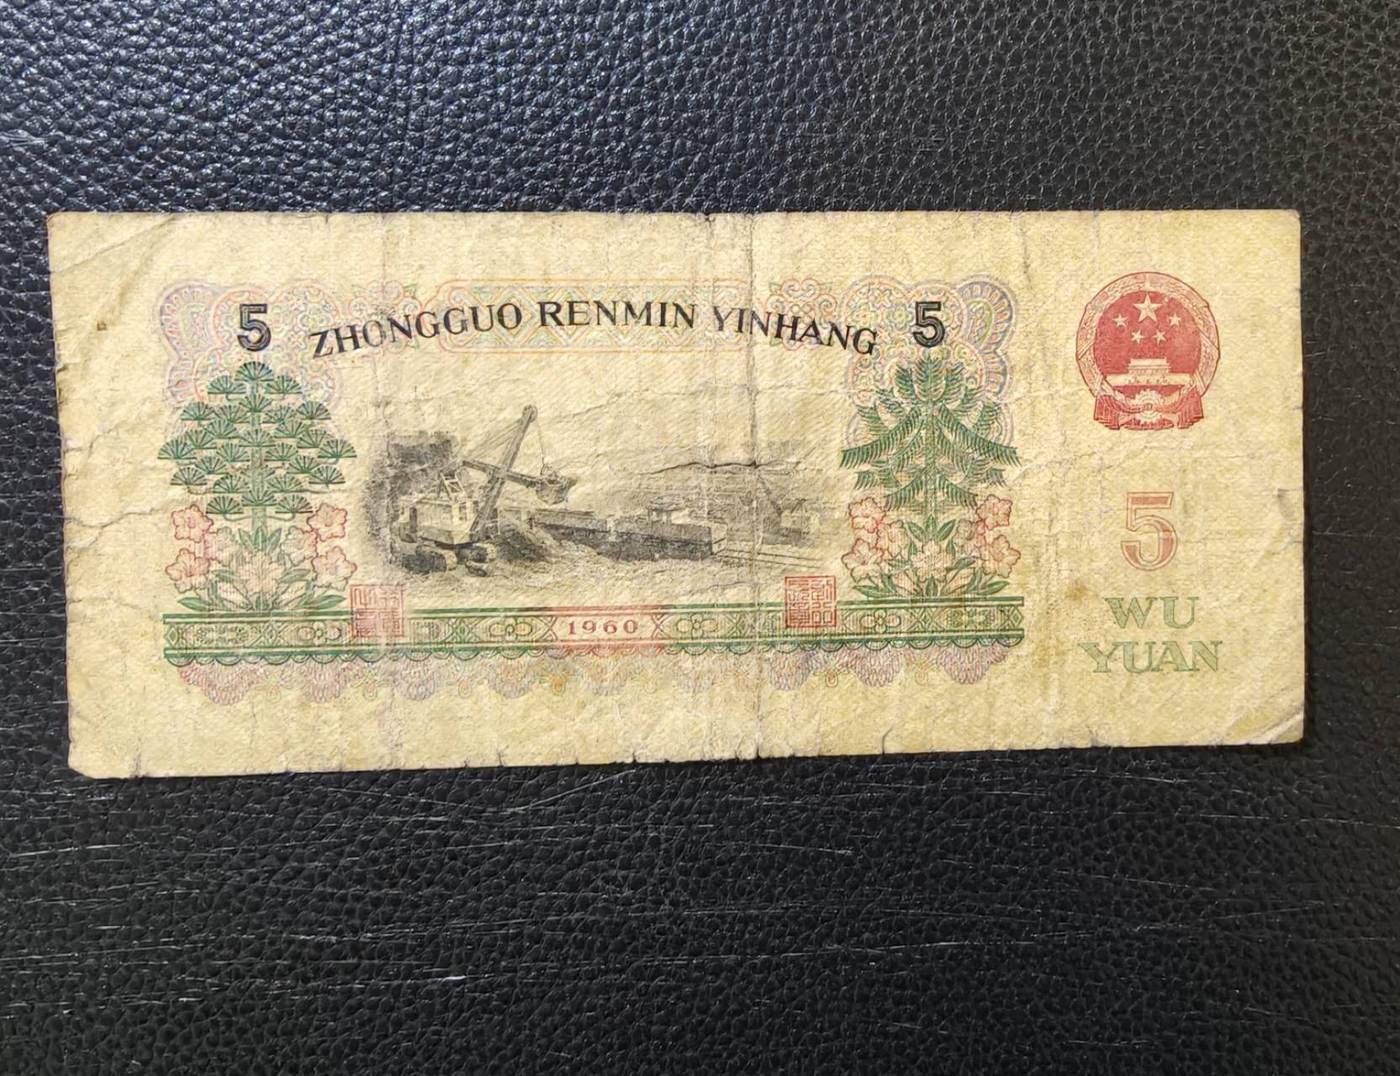 5 ZHONGGUO RENMIN YINHANG 5
5
WU
YUAN
1960